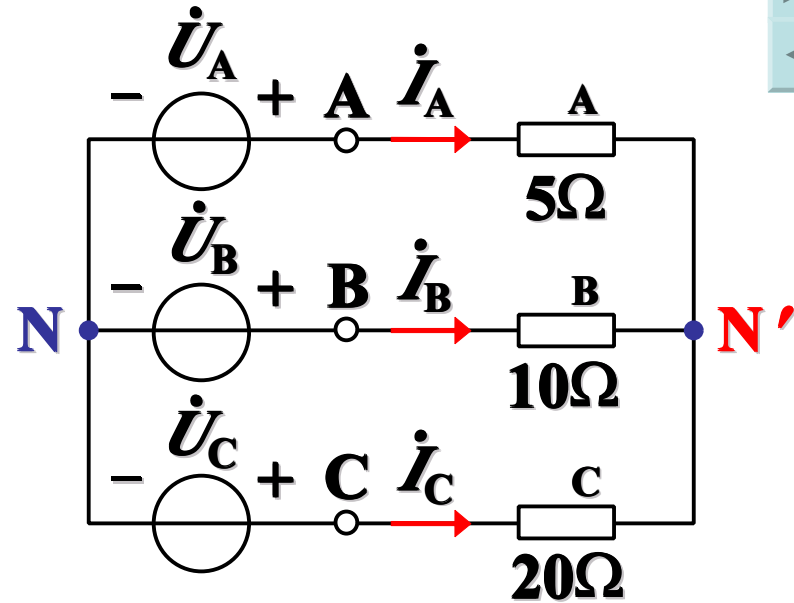 U̇A
− + A İA A
5Ω
U̇B
− + B İB B
N N′
10Ω
U̇C
− + C İC C
20Ω